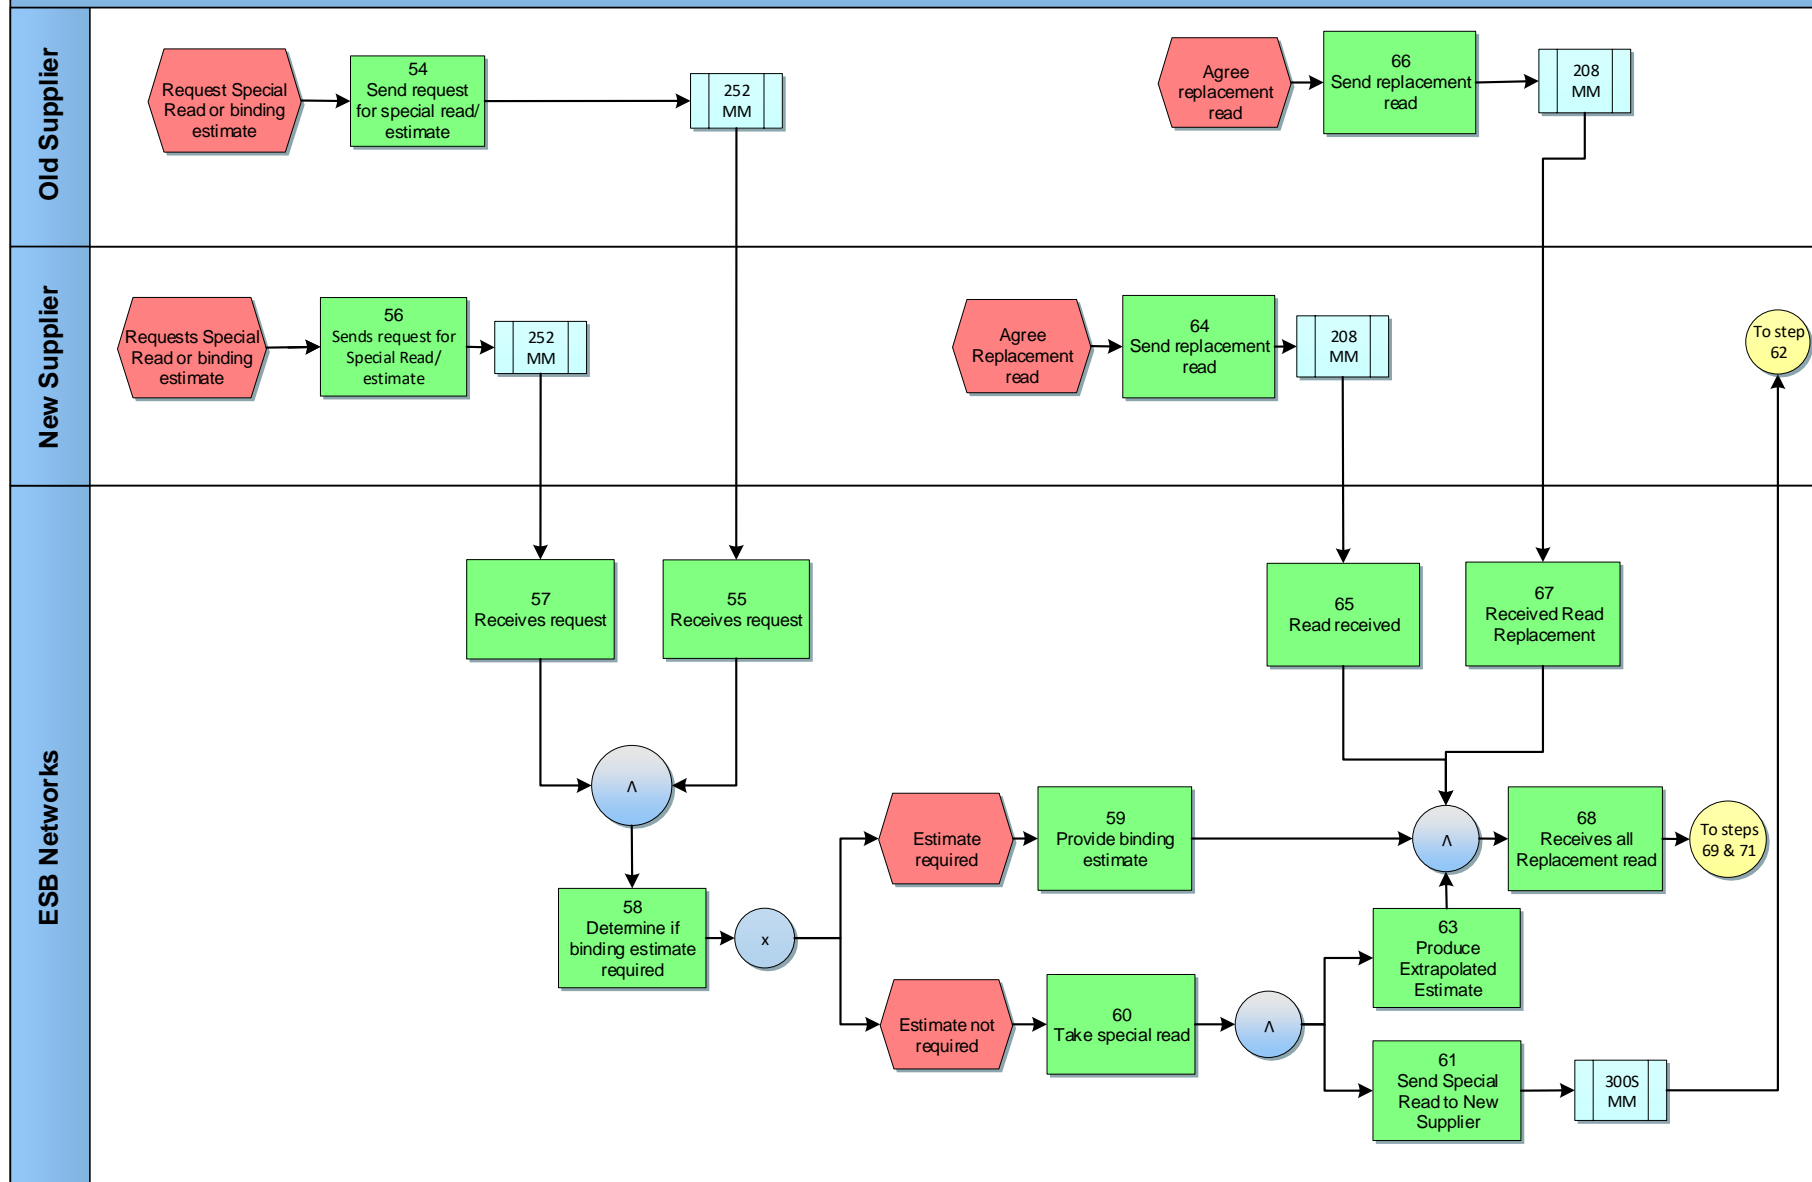 Old Supplier
Request Special
Read or binding
estimate
54
Send request
for special read/
estimate
252
MM
Agree
replacement
read
66
Send replacement
read
208
MM
New Supplier
Requests Special
Read or binding
estimate
56
Sends request for
Special Read/
estimate
252
MM
Agree
Replacement
read
64
Send replacement
read
208
MM
To step
62
ESB Networks
57
Receives request
55
Receives request
65
Read received
67
Received Read
Replacement
Λ
58
Determine if
binding estimate
required
x
Estimate
required
59
Provide binding
estimate
Λ
68
Receives all
Replacement read
To steps
69 & 71
Estimate not
required
60
Take special read
Λ
63
Produce
Extrapolated
Estimate
61
Send Special
Read to New
Supplier
300S
MM